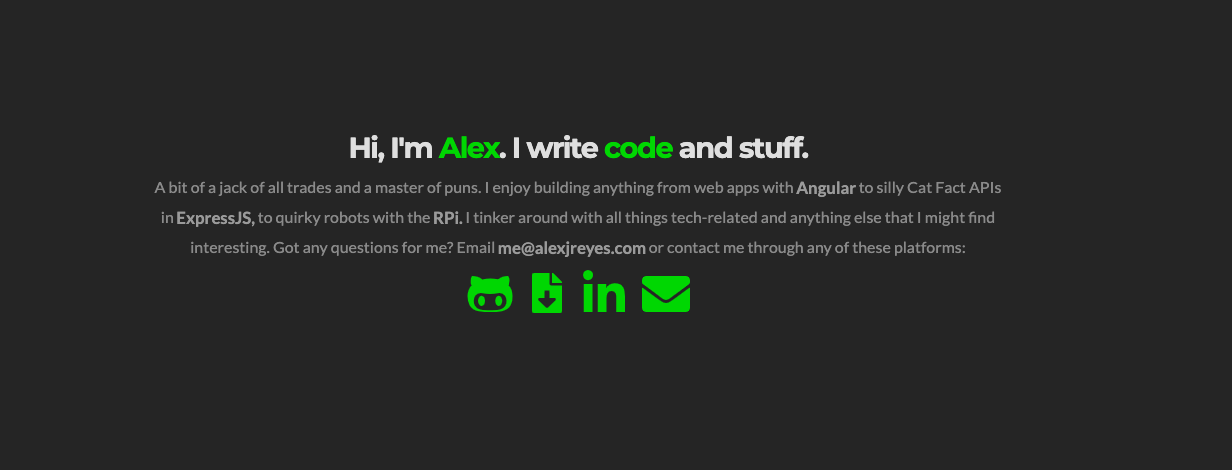 Hi, I'm Alex. I write code and stuff.
A bit of a jack of all trades and a master of puns. I enjoy building anything from web apps with Angular to silly Cat Fact APIs
in ExpressJS, to quirky robots with the RPi. I tinker around with all things tech-related and anything else that I might find
interesting. Got any questions for me? Email me@alexjreyes.com or contact me through any of these platforms:
in